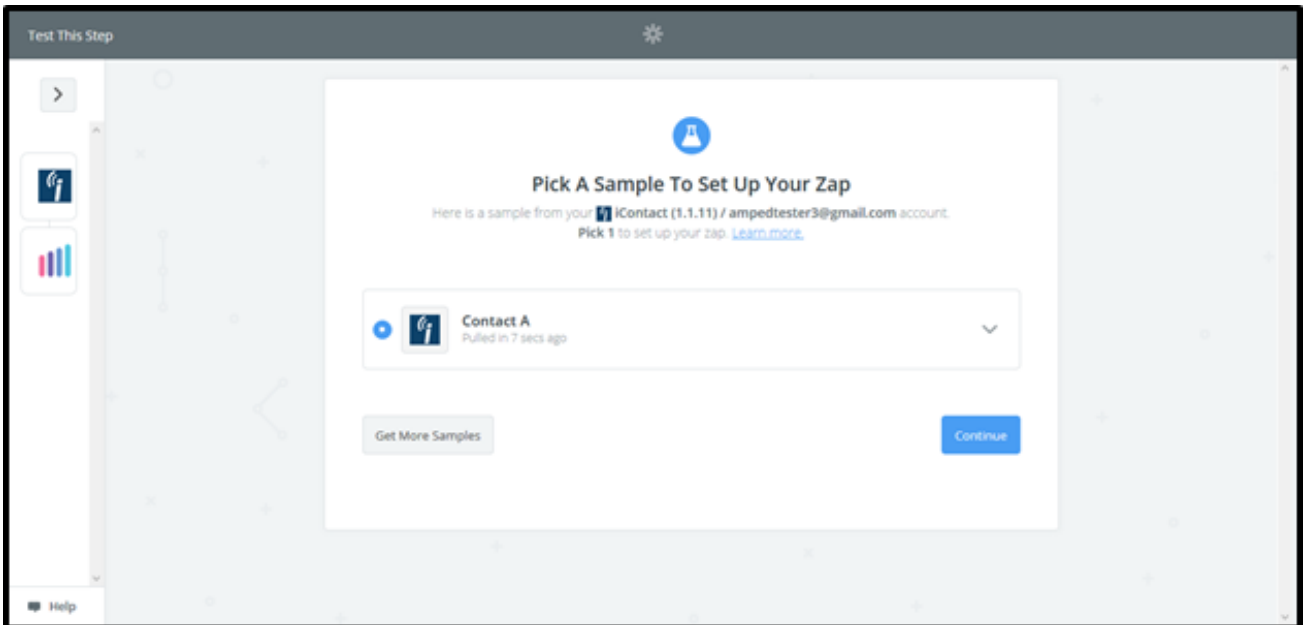 Test This Step
Pick A Sample To Set Up Your Zap
Here is a sample from your iContact (1.1.11) / ampedtester3@gmail.com account.
Pick 1 to set up your zap. Learn more.
Contact A
Pulled in 7 secs ago
Get More Samples
Continue
Help